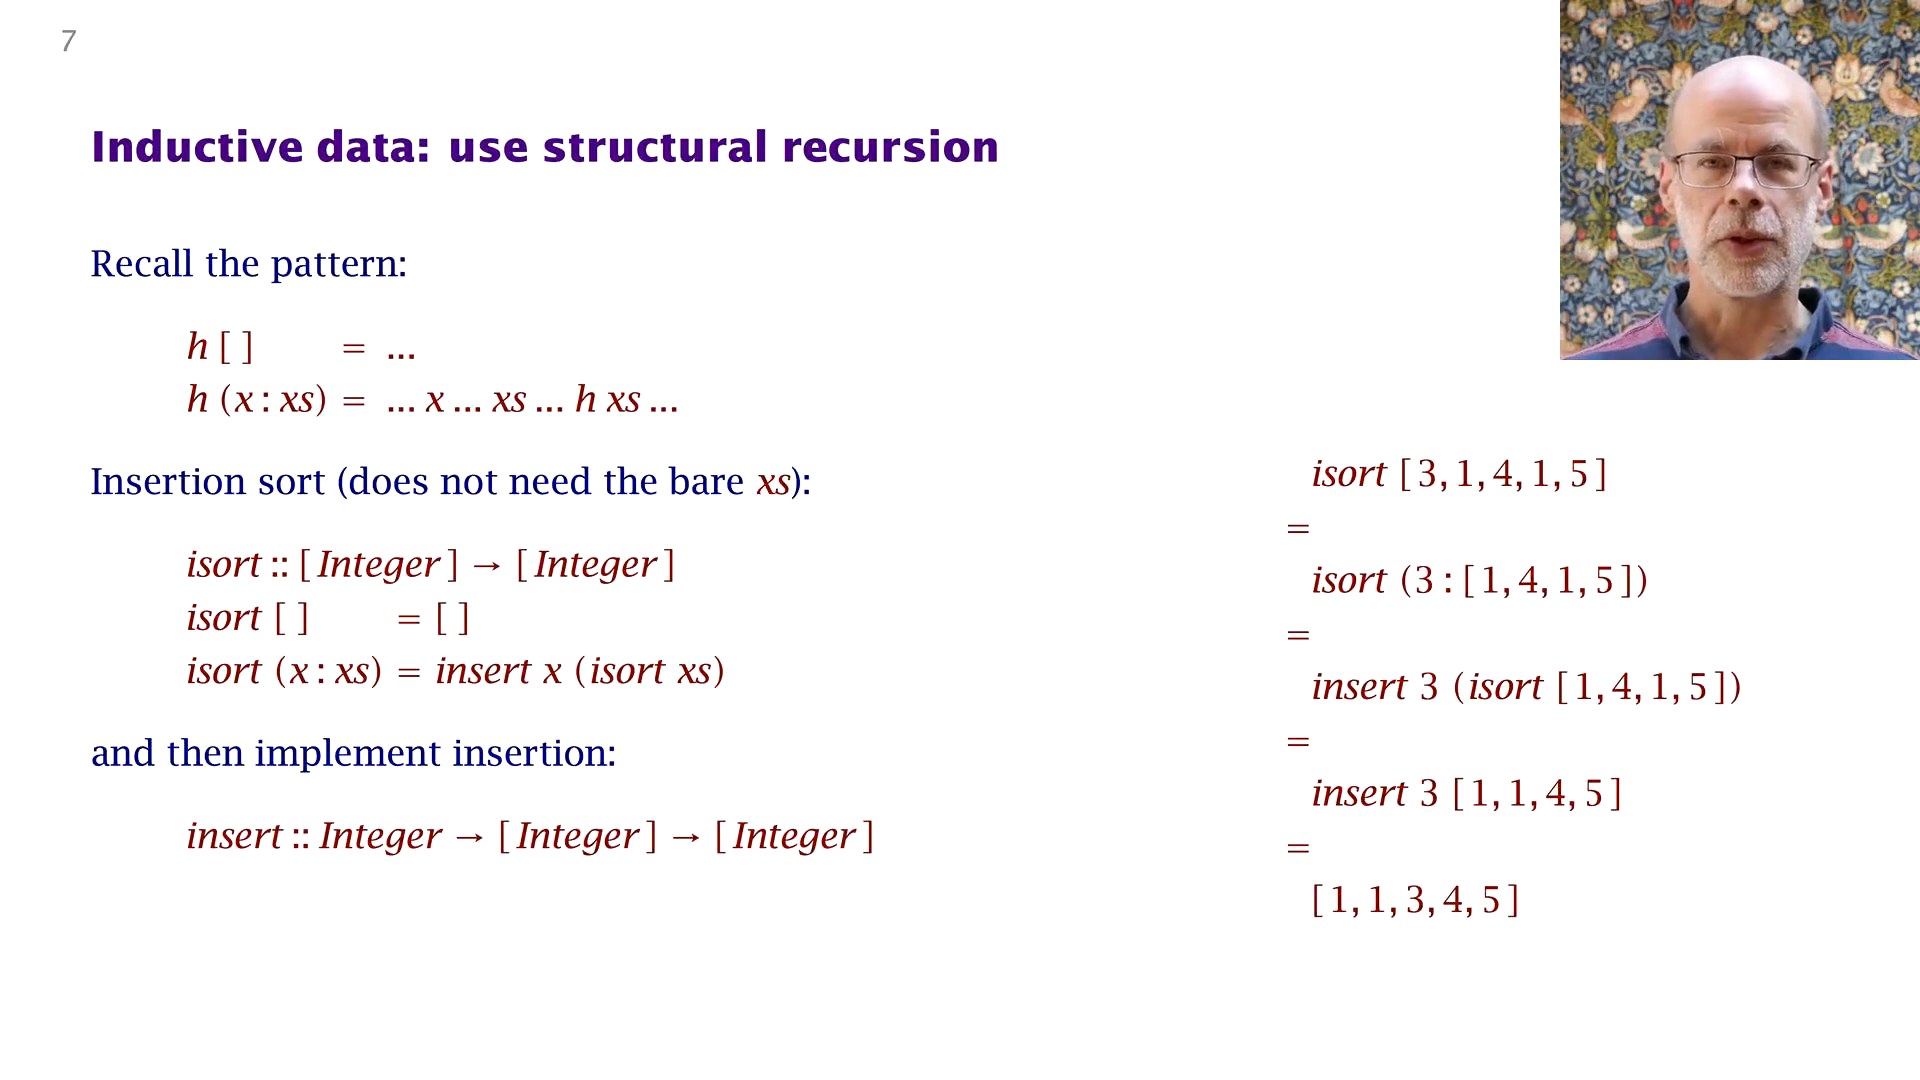 7
Inductive data: use structural recursion
Recall the pattern:
h [ ] = ...
h (x : xs) = ... x ... xs ... h xs ...
Insertion sort (does not need the bare xs):
isort :: [Integer] → [Integer]
isort [ ] = [ ]
isort (x : xs) = insert x (isort xs)
and then implement insertion:
insert :: Integer → [Integer] → [Integer]
isort [3, 1, 4, 1, 5]
=
isort (3 : [1, 4, 1, 5])
=
insert 3 (isort [1, 4, 1, 5])
=
insert 3 [1, 1, 4, 5]
=
[1, 1, 3, 4, 5]